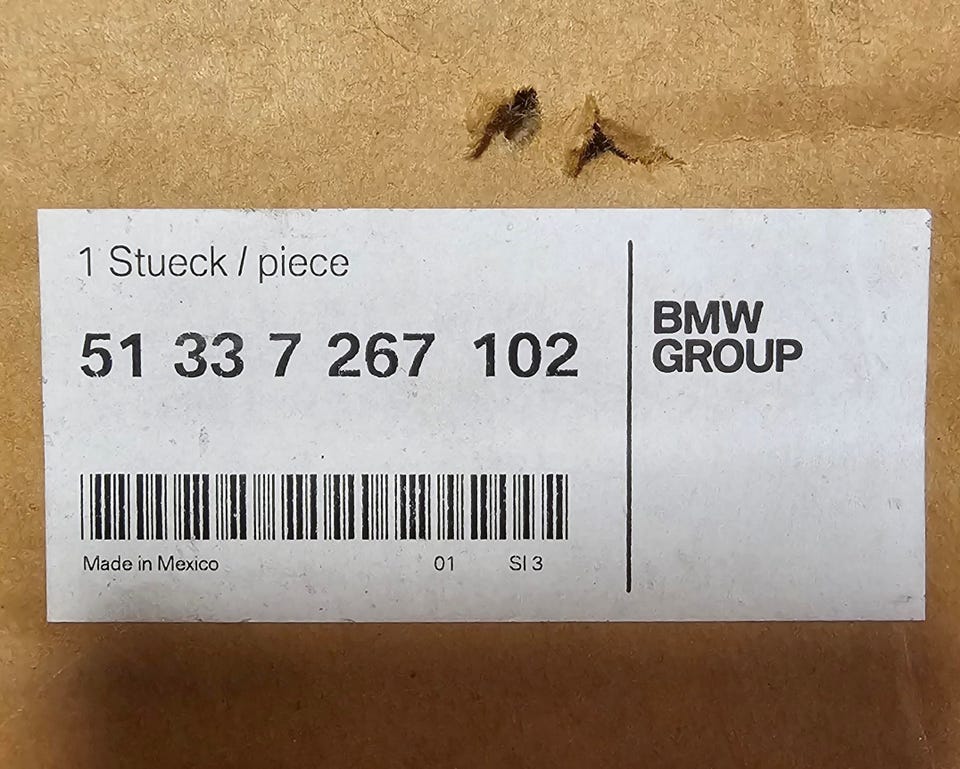 1 Stueck / piece
51 33 7 267 102
BMW
GROUP
Made in Mexico 01 SI 3